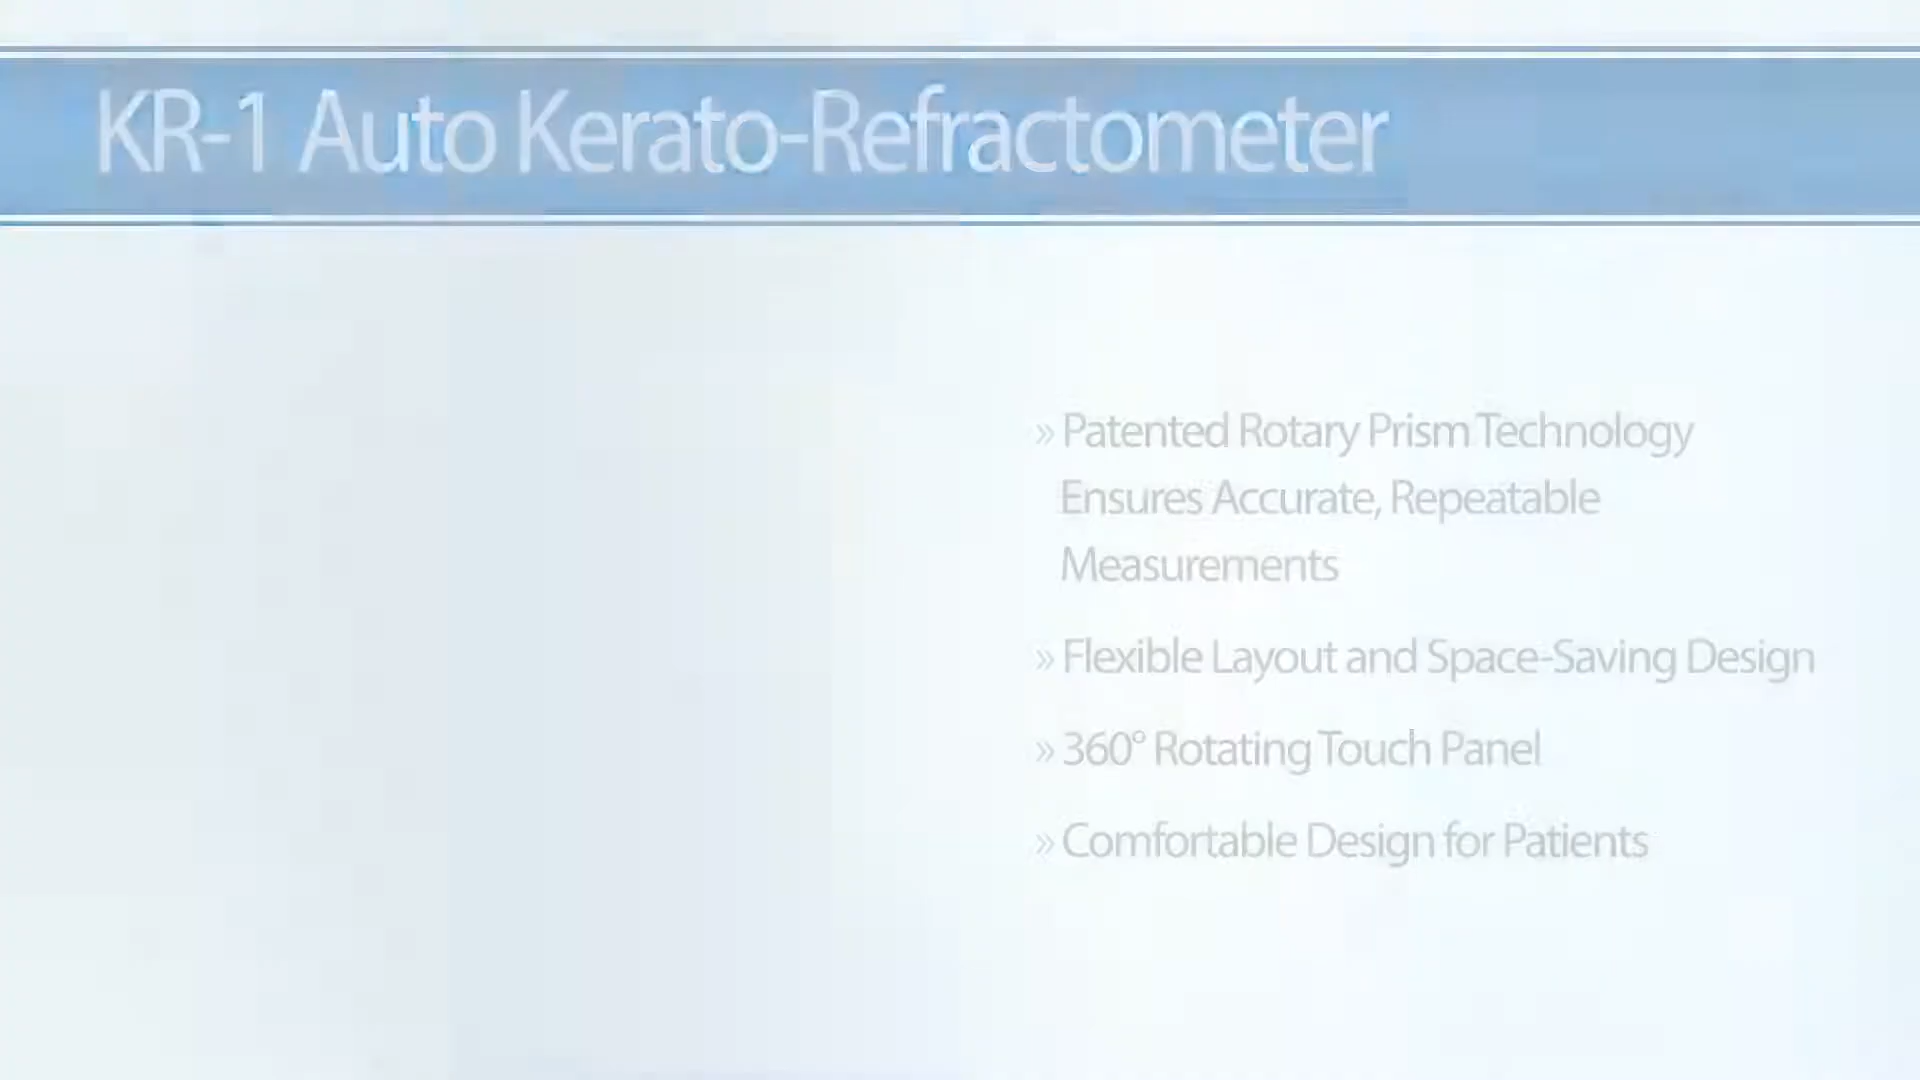 KR-1 Auto Kerato-Refractometer
» Patented Rotary Prism Technology
Ensures Accurate, Repeatable
Measurements
» Flexible Layout and Space-Saving Design
» 360° Rotating Touch Panel
» Comfortable Design for Patients